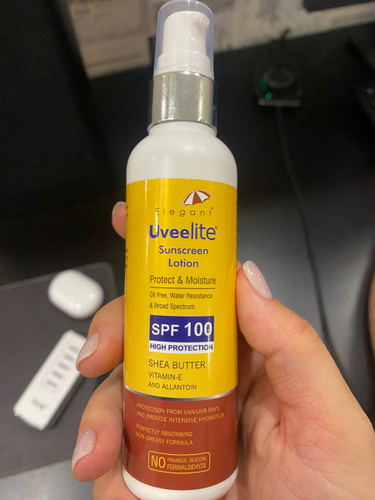 Elegant
Uveelite®
Sunscreen
Lotion
Protect & Moisture
Oil Free, Water Resistance
& Broad Spectrum
SPF 100
HIGH PROTECTION
SHEA BUTTER,
VITAMIN-E
AND ALLANTOIN
PROTECTION FROM UVA/UVB RAYS
AND PROVIDE INTENSIVE HYDRATION
PERFECTLY ABSORBING
NON-GREASY FORMULA
NO PARABEN, SILICONE,
FORMALDEHYDE